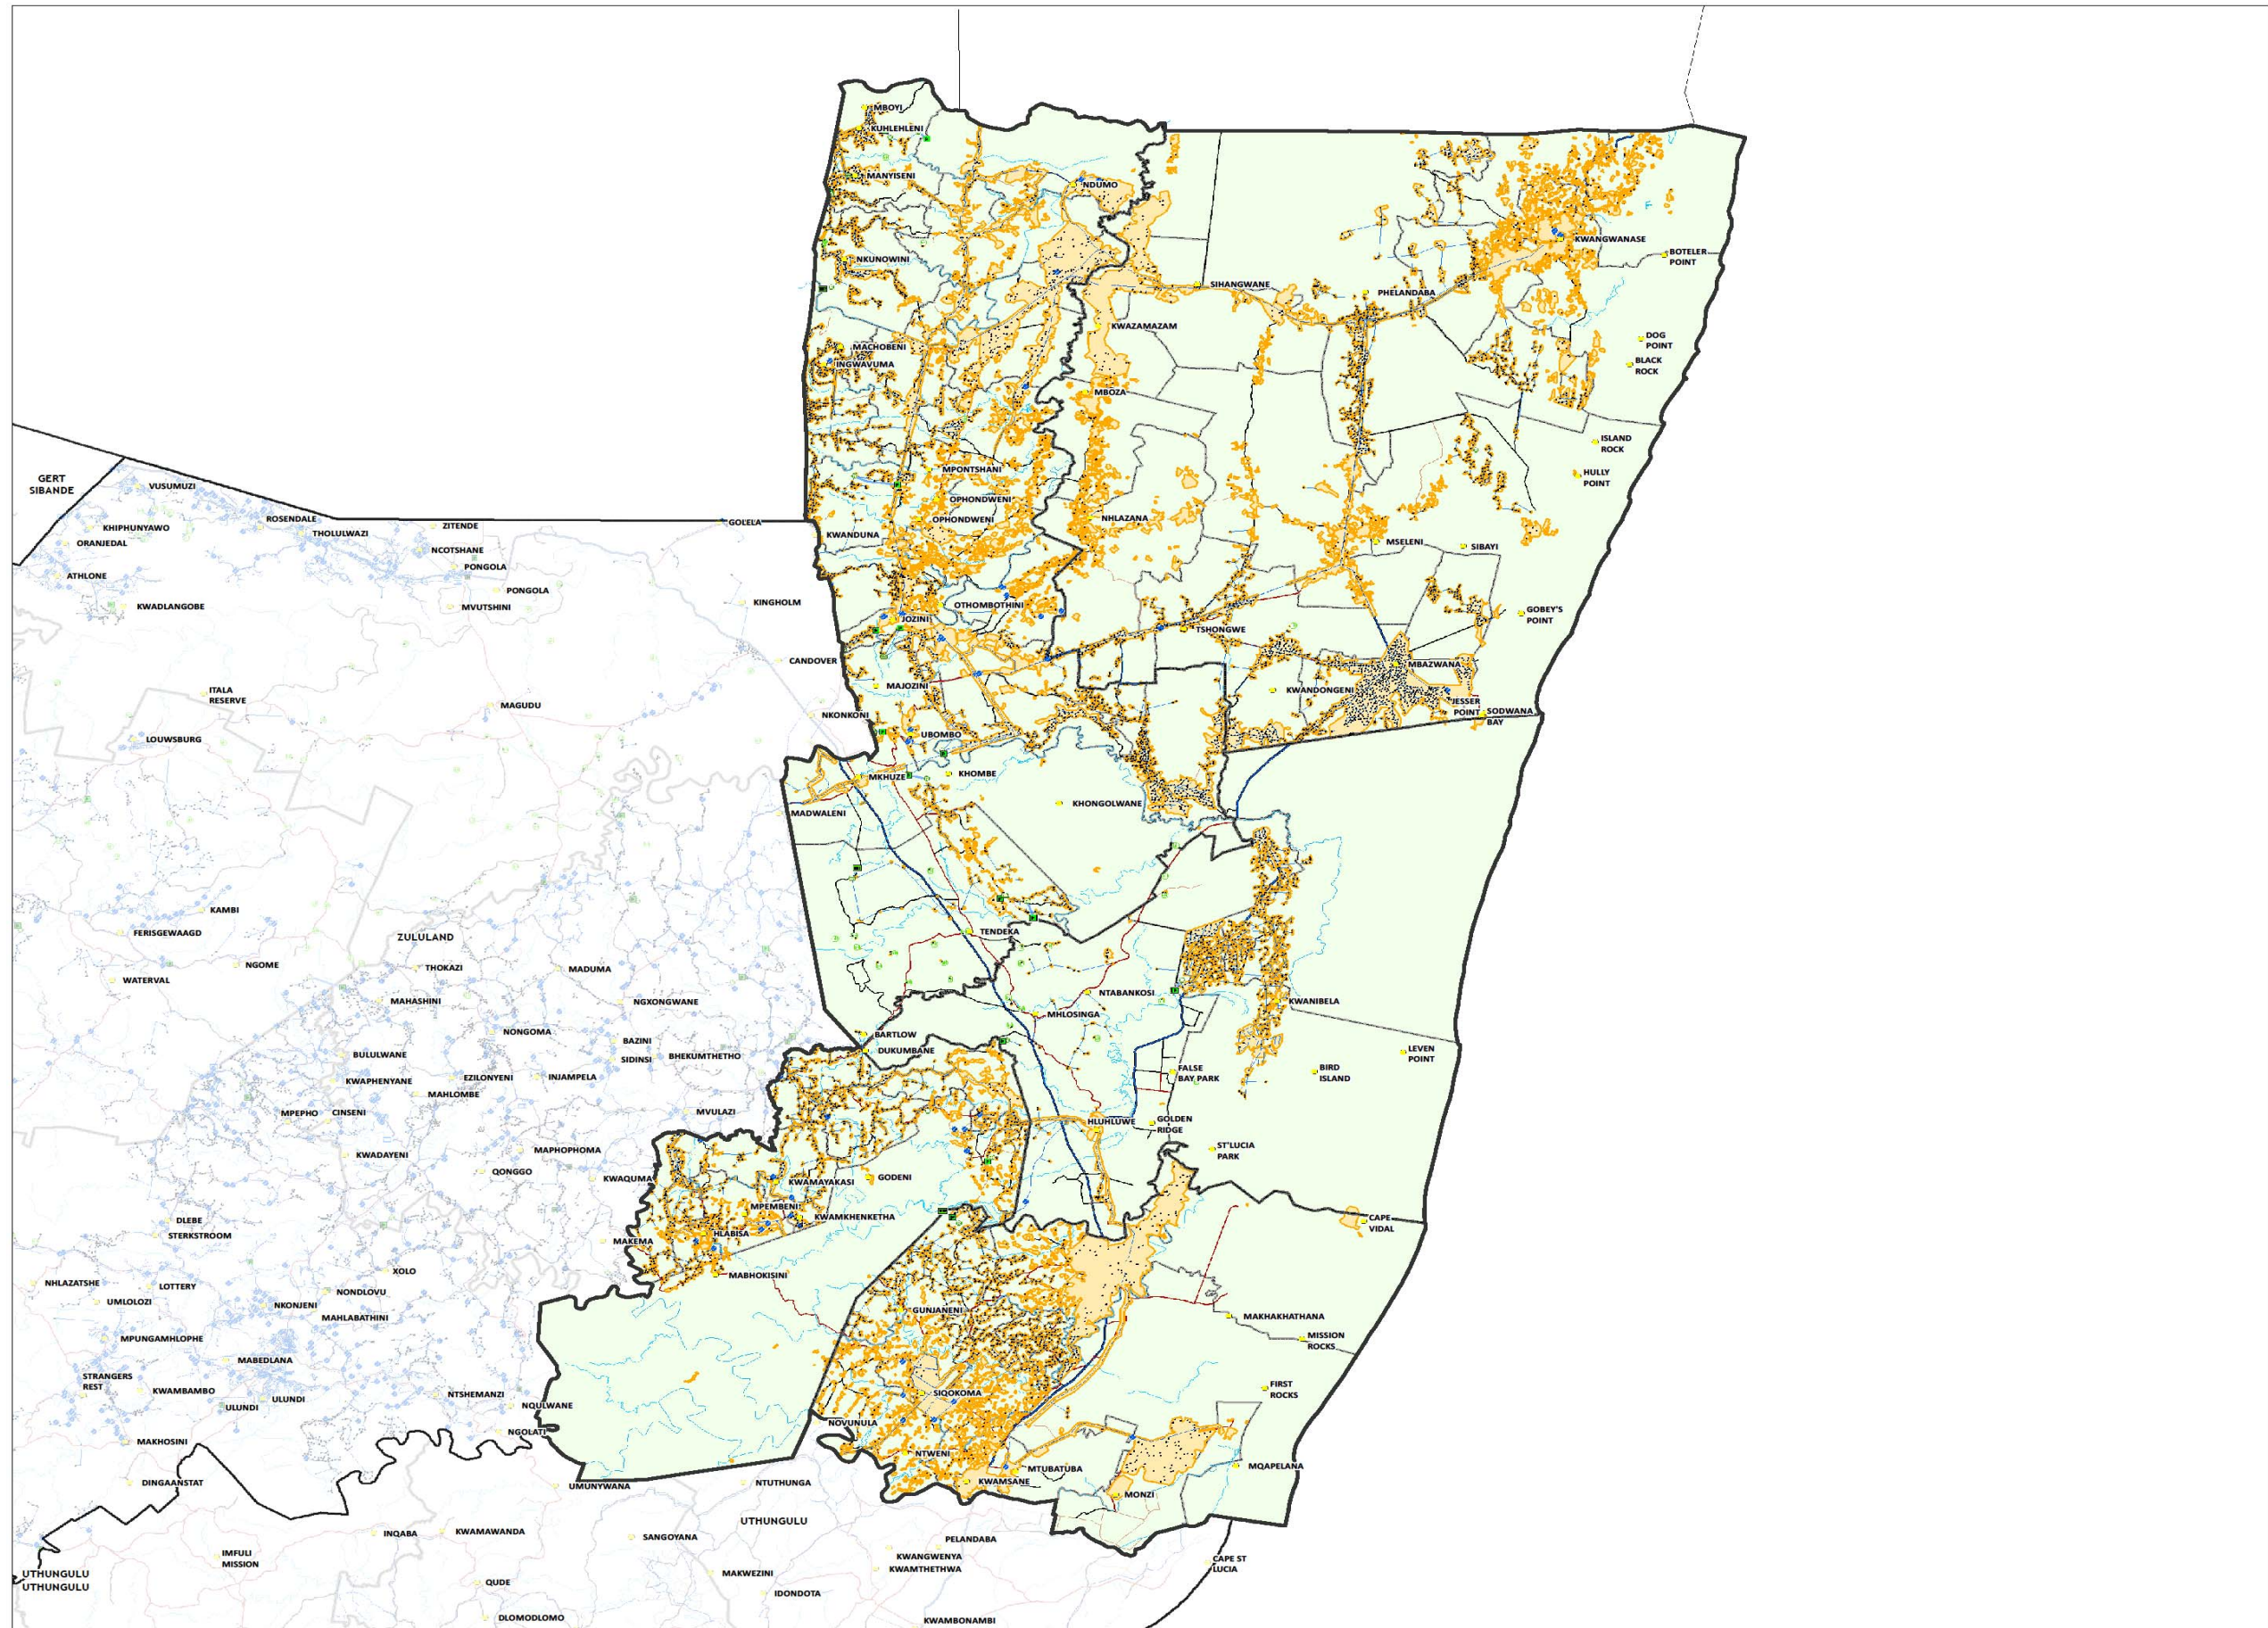 MBOYI
KUHLEHLENI
MANYISENI
NDUMO
KWANGWANASE
BOTELER
POINT
NKUNOWINI
SIHANGWANE
PHELANDABA
KWAZAMAZAM
DOG
POINT
MACHOBENI
BLACK
ROCK
INGWAVUMA
MBOZA
ISLAND
ROCK
MPONTSHANI
HULLY
POINT
GERT
SIBANDE
VUSUMUZI
OPHONDWENI
OPHONDWENI
NHLAZANA
ROSENDALE
GOLELA
KHIPHUNYAWO
ZITENDE
THOLULWAZI
KWANDUNA
ORANJEDAL
MSELENI
SIBAYI
NCOTSHANE
PONGOLA
ATHLONE
PONGOLA
KINGHOLM
OTHOMBOTHINI
KWADLANGOBE
MVUTSHINI
GOBEY'S
POINT
JOZINI
TSHONGWE
CANDOVER
MBAZWANA
ITALA
RESERVE
MAJOZINI
KWANDONGENI
JESSER
POINT
SODWANA
BAY
MAGUDU
NKONKONI
LOUWSBURG
UBOMBO
MKHUZE
KHOMBE
KHONGOLWANE
MADWALENI
KAMBI
FERISGEWAAGD
ZULULAND
TENDEKA
NGOME
THOKAZI
MADUMA
WATERVAL
NTABANKOSI
MAHASHINI
NGXONGWANE
KWANIBELA
MHLOSINGA
NONGOMA
BARTLOW
BAZINI
DUKUMBANE
LEVEN
POINT
BULULWANE
SIDINSI
BHEKUMTHETHO
FALSE
BAY PARK
BIRD
ISLAND
KWAPHENYANE
EZILONYENI
INJAMPELA
MAHLOMBE
MPEPHO
CINSENI
MVULAZI
HLUHLUWE
GOLDEN
RIDGE
MAPHOPHOMA
ST'LUCIA
PARK
KWADAYENI
QONGGO
KWAQUMA
KWAMAYAKASI
GODENI
MPEMBENI
KWAMKHENKETHA
DLEBE
STERKSTROOM
CAPE
VIDAL
HLABISA
MAKEMA
XOLO
MABHOKISINI
NHLAZATSHE
LOTTERY
NONDLOVU
UMLOLOZI
NKONJENI
GUNJANENI
MAHLABATHINI
MAKHAKHATHANA
MPUNGAMHLOPHE
MISSION
ROCKS
MABEDLANA
STRANGERS
REST
KWAMBAMBO
ULUNDI
ULUNDI
NTSHEMANZI
SIQOKOMA
FIRST
ROCKS
NQULWANE
NOVUNULA
NGOLATI
MAKHOSINI
NTWENI
MTUBATUBA
MQAPELANA
DINGAANSTAT
UMUNYWANA
NTUTHUNGA
KWAMSANE
MONZI
UTHUNGULU
INQABA
KWAMAWANDA
SANGOYANA
PELANDABA
IMFULI
MISSION
KWANGWENYA
KWAMTHETHWA
CAPE ST
LUCIA
UTHUNGULU
UTHUNGULU
QUDE
MAKWEZINI
IDONDOTA
DLOMODLOMO
KWAMBONAMBI